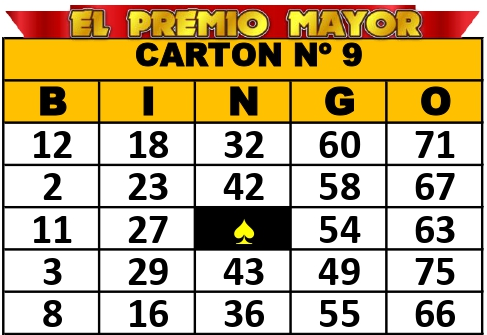 EL PREMIO MAYOR
CARTON Nº 9
B I N G O
12 18 32 60 71
2 23 42 58 67
11 27 ♠ 54 63
3 29 43 49 75
8 16 36 55 66